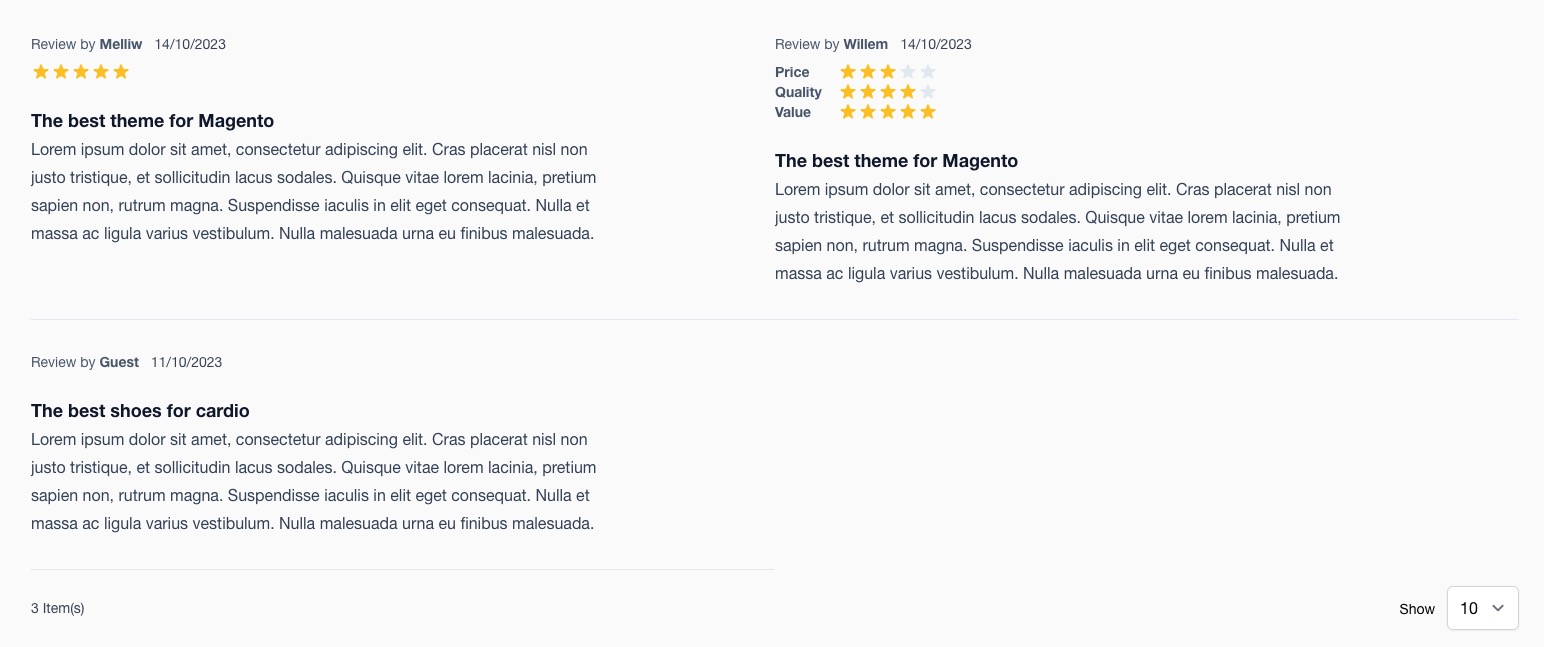 Review by Melliw 14/10/2023
The best theme for Magento
Lorem ipsum dolor sit amet, consectetur adipiscing elit. Cras placerat nisl non
justo tristique, et sollicitudin lacus sodales. Quisque vitae lorem lacinia, pretium
sapien non, rutrum magna. Suspendisse iaculis in elit eget consequat. Nulla et
massa ac ligula varius vestibulum. Nulla malesuada urna eu finibus malesuada.
Review by Willem 14/10/2023
Price
Quality
Value
The best theme for Magento
Lorem ipsum dolor sit amet, consectetur adipiscing elit. Cras placerat nisl non
justo tristique, et sollicitudin lacus sodales. Quisque vitae lorem lacinia, pretium
sapien non, rutrum magna. Suspendisse iaculis in elit eget consequat. Nulla et
massa ac ligula varius vestibulum. Nulla malesuada urna eu finibus malesuada.
Review by Guest 11/10/2023
The best shoes for cardio
Lorem ipsum dolor sit amet, consectetur adipiscing elit. Cras placerat nisl non
justo tristique, et sollicitudin lacus sodales. Quisque vitae lorem lacinia, pretium
sapien non, rutrum magna. Suspendisse iaculis in elit eget consequat. Nulla et
massa ac ligula varius vestibulum. Nulla malesuada urna eu finibus malesuada.
3 Item(s)
Show 10